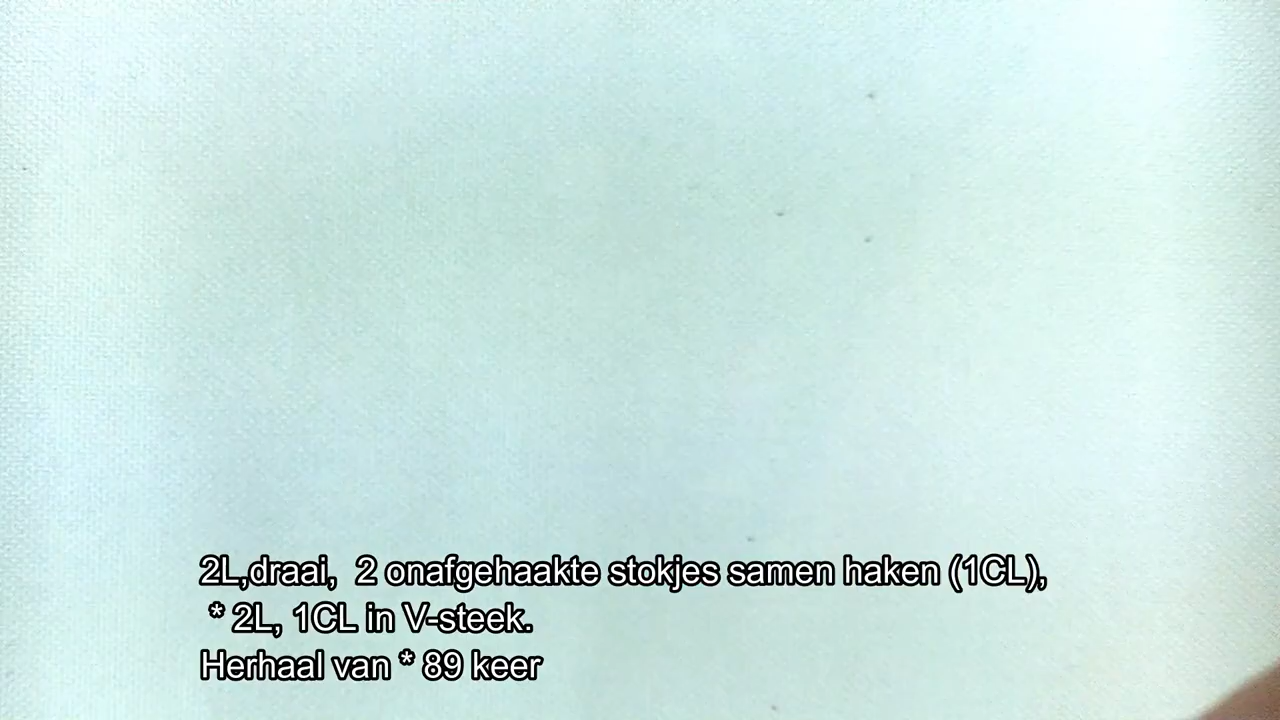 2L,draai, 2 onafgehaakte stokjes samen haken (1CL),
* 2L, 1CL in V-steek.
Herhaal van * 89 keer